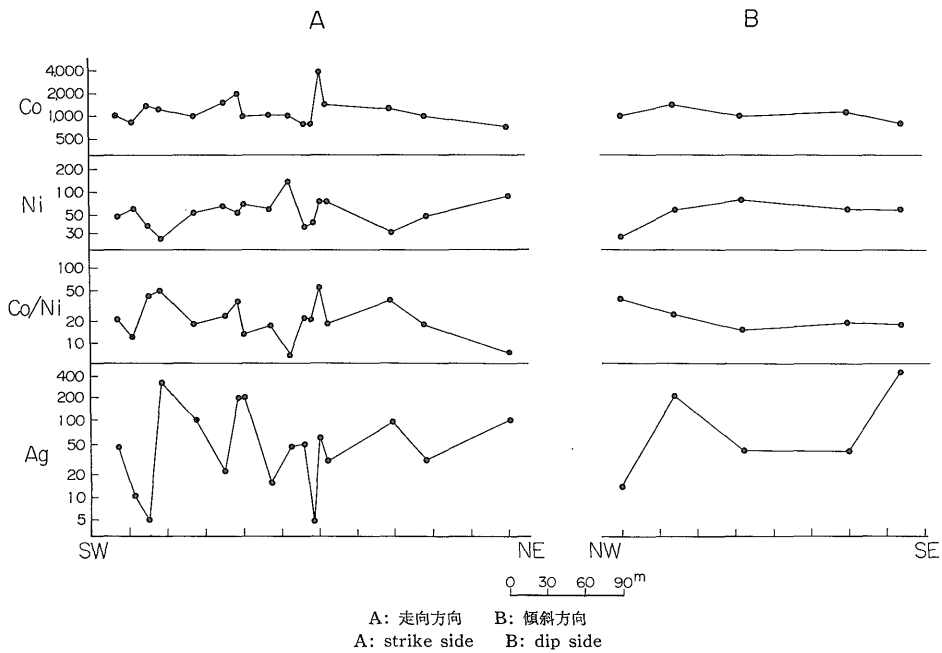 A B
Co
4,000
2,000
1,000
500
Ni
200
100
50
30
Co/Ni
100
50
20
10
Ag
400
200
100
50
20
10
5
SW NE NW SE
0 30 60 90m
A: 走向方向 B: 傾斜方向
A: strike side B: dip side